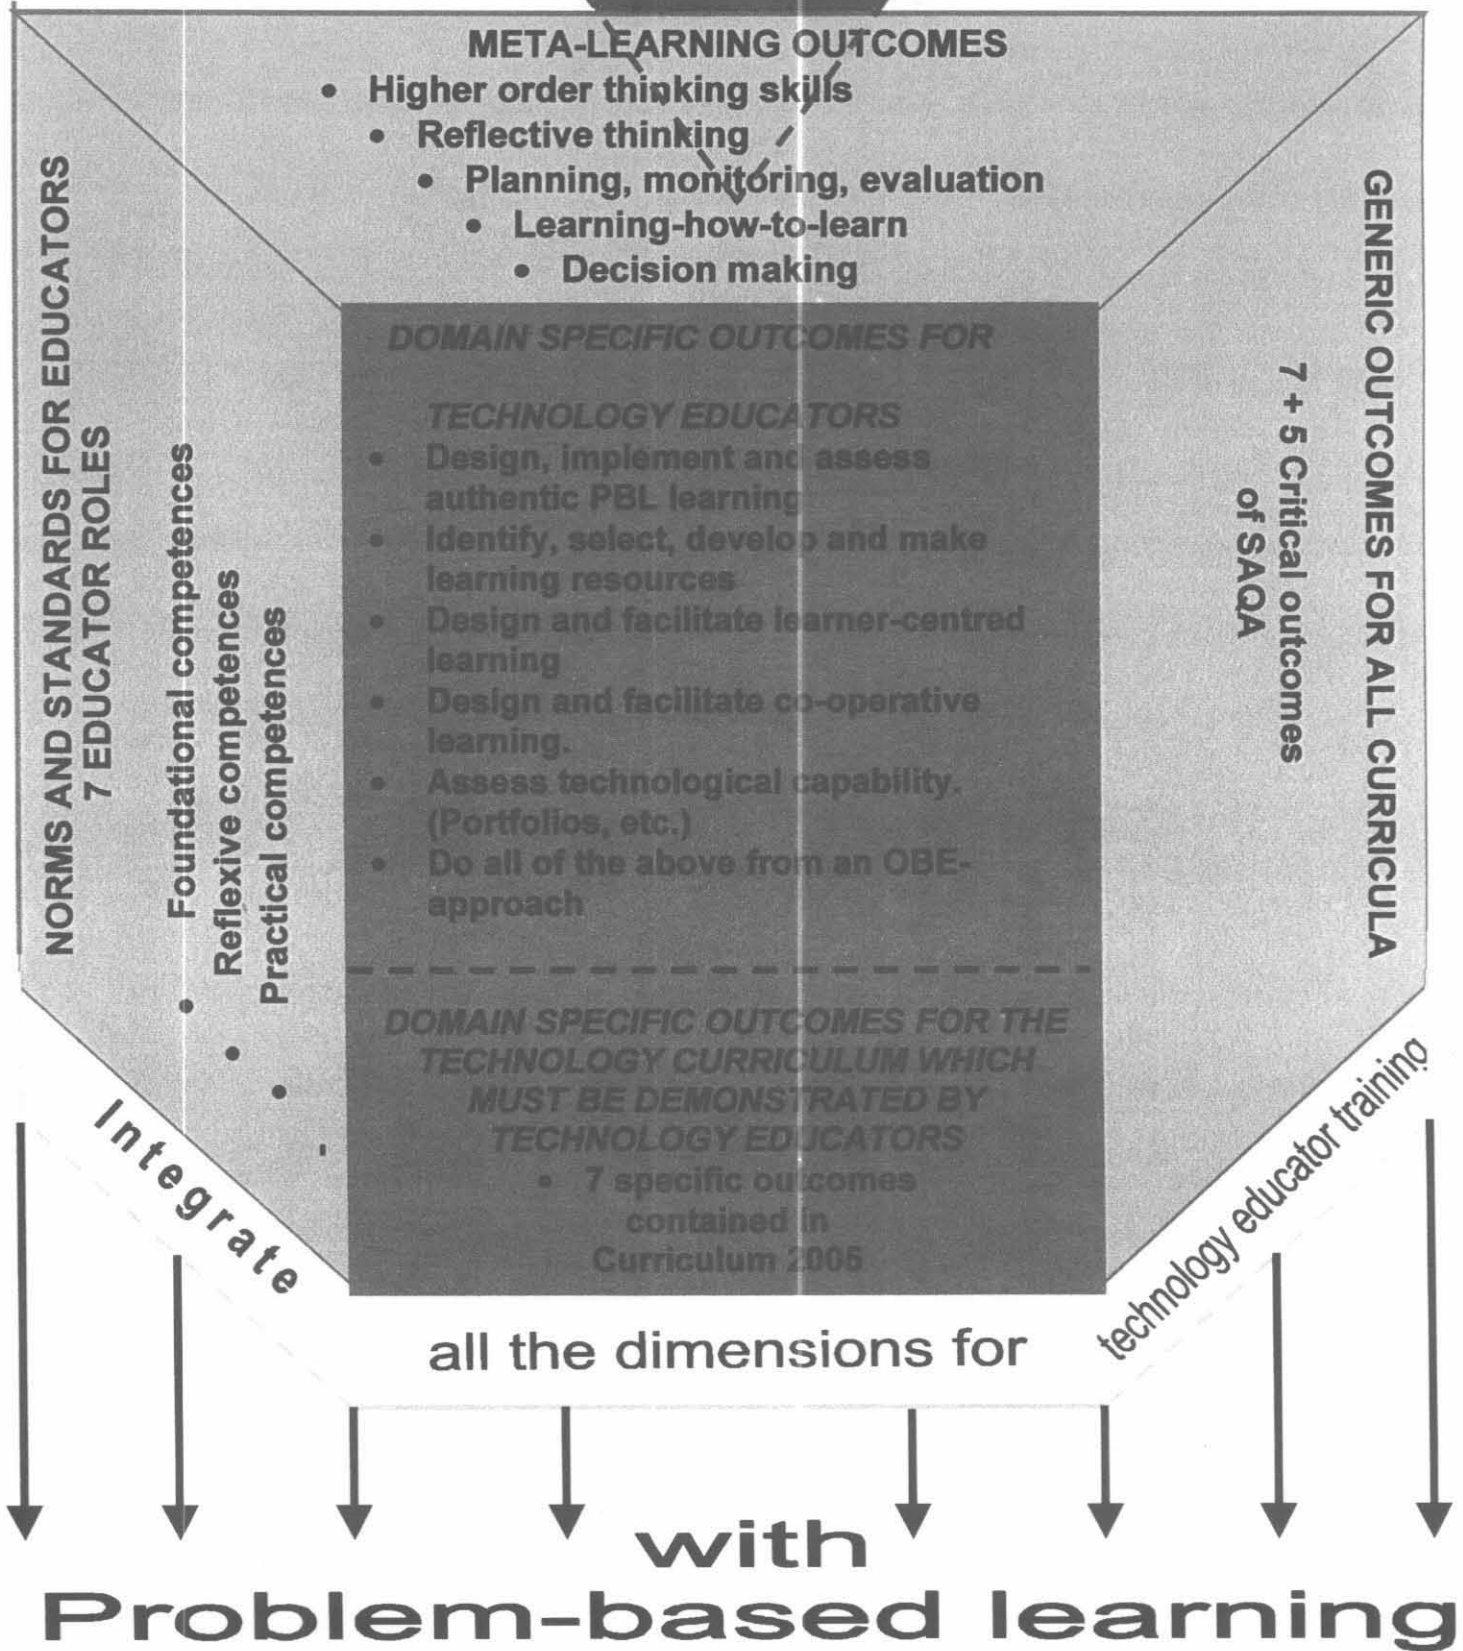 META-LEARNING OUTCOMES
• Higher order thinking skills
• Reflective thinking
• Planning, monitoring, evaluation
• Learning-how-to-learn
• Decision making
NORMS AND STANDARDS FOR EDUCATORS
7 EDUCATOR ROLES
• Foundational competences
• Reflexive competences
• Practical competences
DOMAIN SPECIFIC OUTCOMES FOR
TECHNOLOGY EDUCATORS
• Design, implement and assess
authentic PBL learning
• Identify, select, develop and make
learning resources
• Design and facilitate learner-centred
learning
• Design and facilitate co-operative
learning.
• Assess technological capability.
(Portfolios, etc.)
• Do all of the above from an OBE-
approach
DOMAIN SPECIFIC OUTCOMES FOR THE
TECHNOLOGY CURRICULUM WHICH
MUST BE DEMONSTRATED BY
TECHNOLOGY EDUCATORS
• 7 specific outcomes
contained in
Curriculum 2005
GENERIC OUTCOMES FOR ALL CURRICULA
7 + 5 Critical outcomes
of SAQA
Integrate
all the dimensions for
technology educator training
with
Problem-based learning